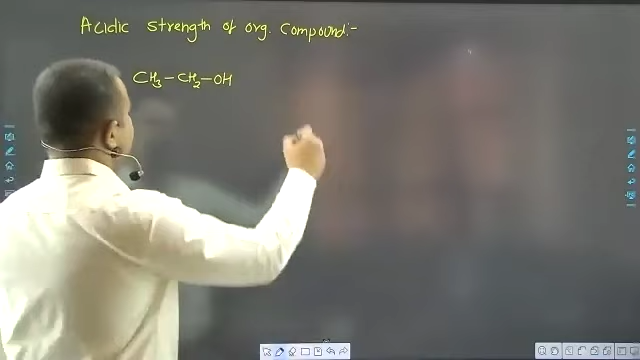 Acidic strength of org. compound:-
CH₃-CH₂-OH